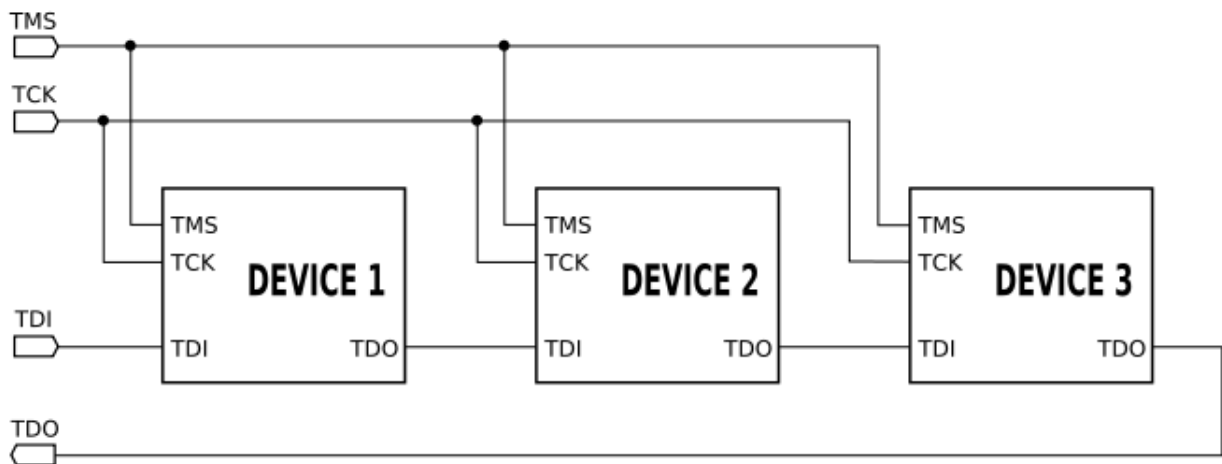 TMS
TCK
TMS
TCK
DEVICE 1
TDI
TDO
TMS
TCK
DEVICE 2
TDI
TDO
TMS
TCK
DEVICE 3
TDI
TDO
TDI
TDO